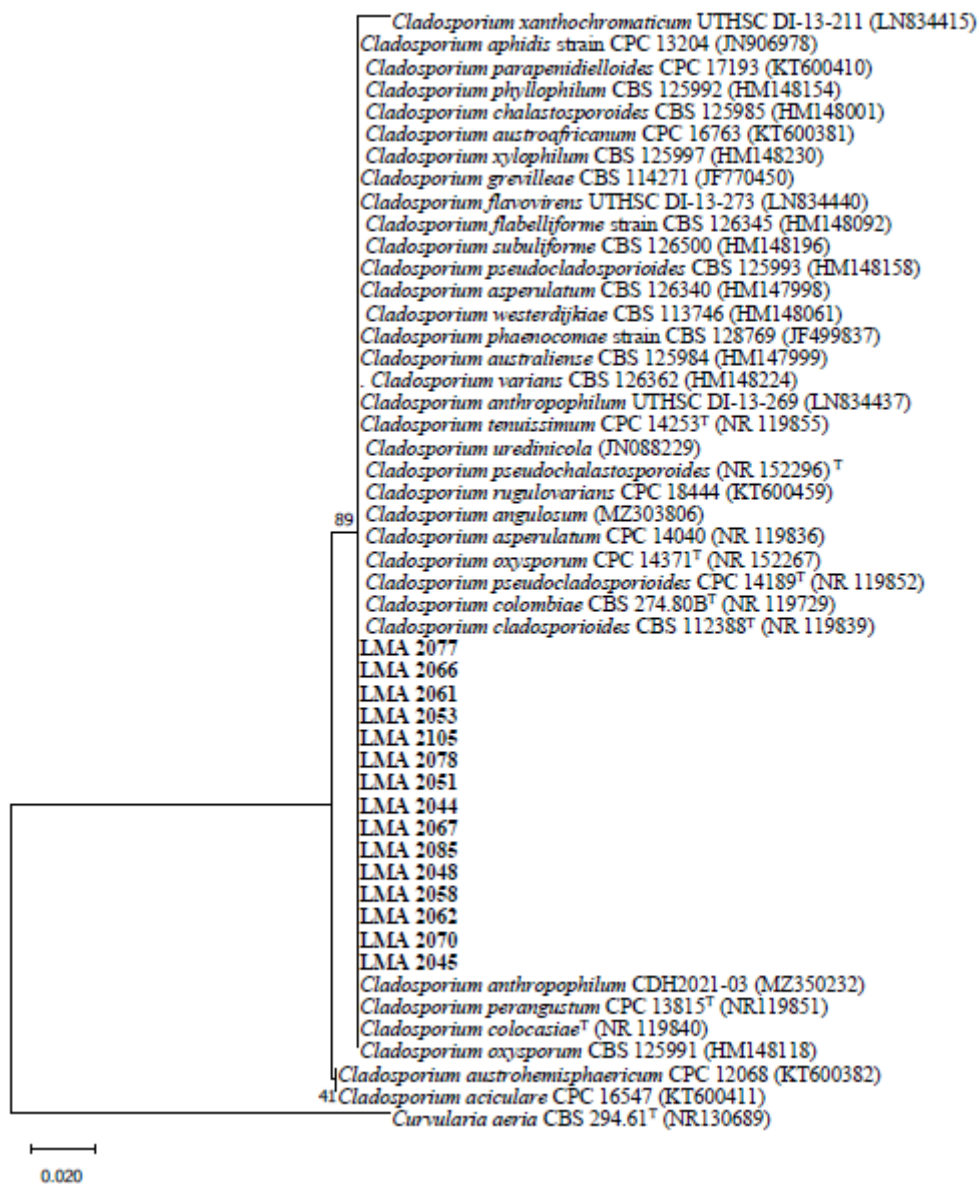 Cladosporium xanthochromaticum UTHSC DI-13-211 (LN834415)
Cladosporium aphidis strain CPC 13204 (JN906978)
Cladosporium parapenidielloides CPC 17193 (KT600410)
Cladosporium phyllophilum CBS 125992 (HM148154)
Cladosporium chalastosporoides CBS 125985 (HM148001)
Cladosporium austroafricanum CPC 16763 (KT600381)
Cladosporium xylophilum CBS 125997 (HM148230)
Cladosporium grevilleae CBS 114271 (JF770450)
Cladosporium flavovirens UTHSC DI-13-273 (LN834440)
Cladosporium flabelliforme strain CBS 126345 (HM148092)
Cladosporium subuliforme CBS 126500 (HM148196)
Cladosporium pseudocladosporioides CBS 125993 (HM148158)
Cladosporium asperulatum CBS 126340 (HM147998)
Cladosporium westerdijkiae CBS 113746 (HM148061)
Cladosporium phaenocomae strain CBS 128769 (JF499837)
Cladosporium australiense CBS 125984 (HM147999)
. Cladosporium varians CBS 126362 (HM148224)
Cladosporium anthropophilum UTHSC DI-13-269 (LN834437)
Cladosporium tenuissimum CPC 14253ᵀ (NR 119855)
Cladosporium uredinicola (JN088229)
Cladosporium pseudochalastosporoides (NR 152296)ᵀ
Cladosporium rugulovarians CPC 18444 (KT600459)
Cladosporium angulosum (MZ303806)
89
Cladosporium asperulatum CPC 14040 (NR 119836)
Cladosporium oxysporum CPC 14371ᵀ (NR 152267)
Cladosporium pseudocladosporioides CPC 14189ᵀ (NR 119852)
Cladosporium colombiae CBS 274.80Bᵀ (NR 119729)
Cladosporium cladosporioides CBS 112388ᵀ (NR 119839)
LMA 2077
LMA 2066
LMA 2061
LMA 2053
LMA 2105
LMA 2078
LMA 2051
LMA 2044
LMA 2067
LMA 2085
LMA 2048
LMA 2058
LMA 2062
LMA 2070
LMA 2045
Cladosporium anthropophilum CDH2021-03 (MZ350232)
Cladosporium perangustum CPC 13815ᵀ (NR119851)
Cladosporium colocasiaeᵀ (NR 119840)
Cladosporium oxysporum CBS 125991 (HM148118)
Cladosporium austrohemisphaericum CPC 12068 (KT600382)
41 Cladosporium aciculare CPC 16547 (KT600411)
Curvularia aeria CBS 294.61ᵀ (NR130689)
0.020